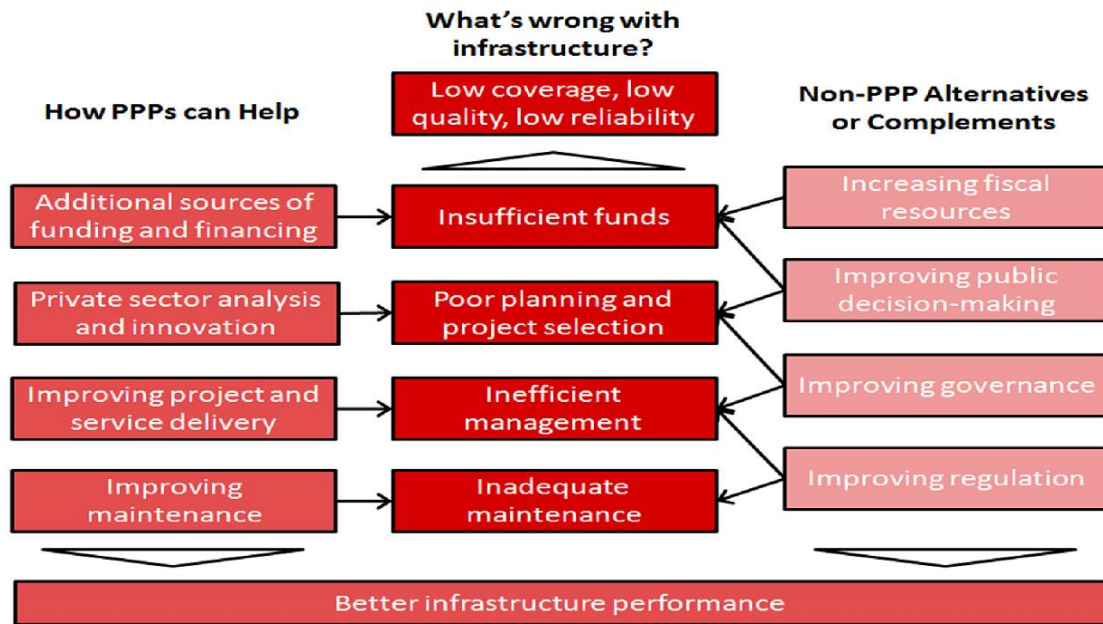 What's wrong with
infrastructure?
How PPPs can Help
Low coverage, low
quality, low reliability
Non-PPP Alternatives
or Complements
Additional sources of
funding and financing
Insufficient funds
Increasing fiscal
resources
Private sector analysis
and innovation
Poor planning and
project selection
Improving public
decision-making
Improving project and
service delivery
Inefficient
management
Improving governance
Improving
maintenance
Inadequate
maintenance
Improving regulation
Better infrastructure performance